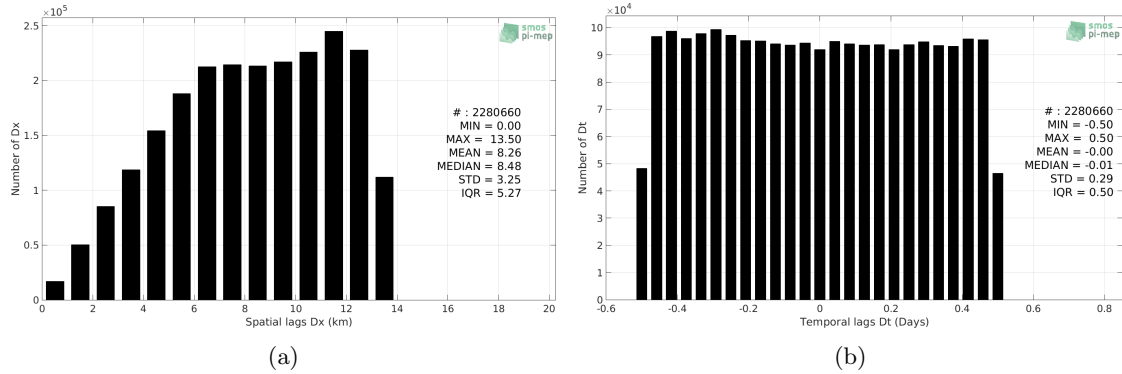 ×10^5
2.5
2
1.5
1
0.5
0
Number of Dx
0 2 4 6 8 10 12 14 16 18 20
Spatial lags Dx (km)
smos
pi-mep
# : 2280660
MIN = 0.00
MAX = 13.50
MEAN = 8.26
MEDIAN = 8.48
STD = 3.25
IQR = 5.27
(a)
×10^4
10
9
8
7
6
5
4
3
2
1
0
Number of Dt
-0.6 -0.4 -0.2 0 0.2 0.4 0.6 0.8
Temporal lags Dt (Days)
smos
pi-mep
# : 2280660
MIN = -0.50
MAX = 0.50
MEAN = -0.00
MEDIAN = -0.01
STD = 0.29
IQR = 0.50
(b)